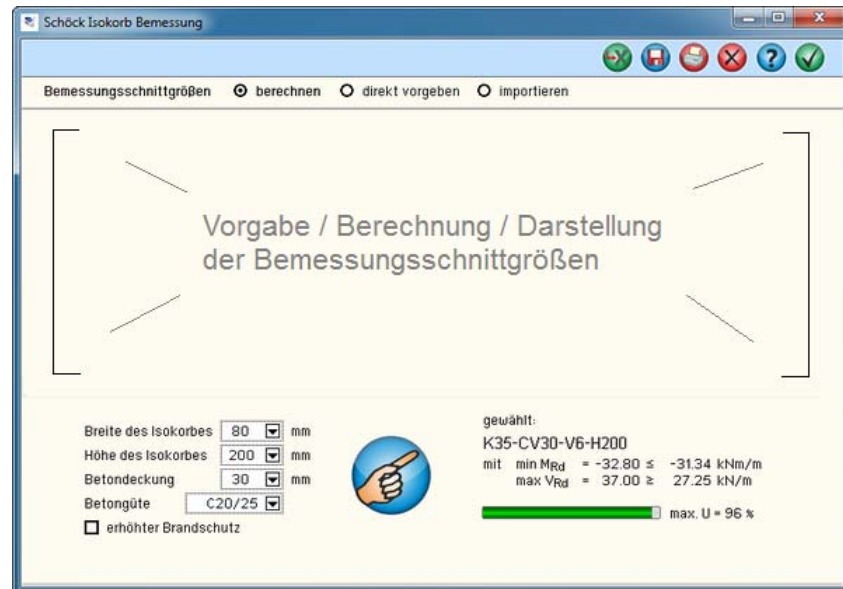 Schöck Isokorb Bemessung
Bemessungsschnittgrößen berechnen direkt vorgeben importieren
Vorgabe / Berechnung / Darstellung
der Bemessungsschnittgrößen
Breite des Isokorbes 80 mm
Höhe des Isokorbes 200 mm
Betondeckung 30 mm
Betongüte C20/25
erhöhter Brandschutz
gewählt:
K35-CV30-V6-H200
mit min MRd = -32.80 ≤ -31.34 kNm/m
max VRd = 37.00 ≥ 27.25 kN/m
max. U = 96 %